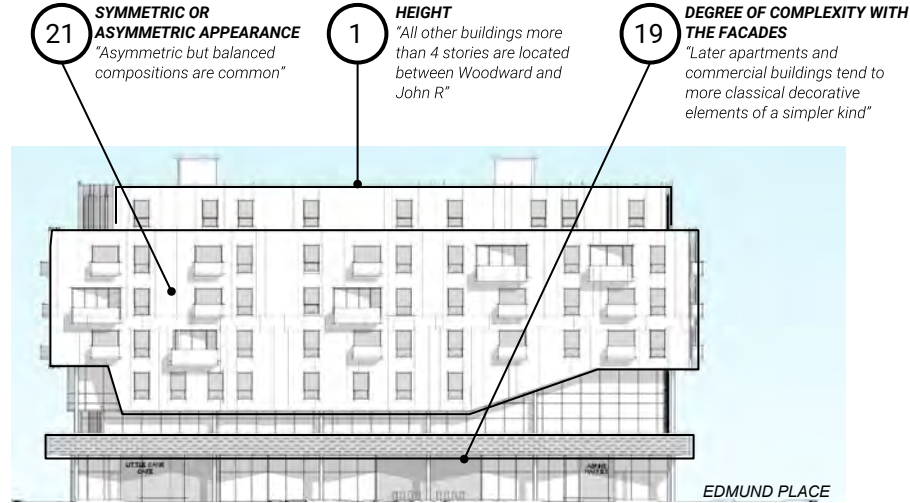 21
SYMMETRIC OR
ASYMMETRIC APPEARANCE
“Asymmetric but balanced
compositions are common”
1
HEIGHT
“All other buildings more
than 4 stories are located
between Woodward and
John R”
19
DEGREE OF COMPLEXITY WITH
THE FACADES
“Later apartments and
commercial buildings tend to
more classical decorative
elements of a simpler kind”
EDMUND PLACE